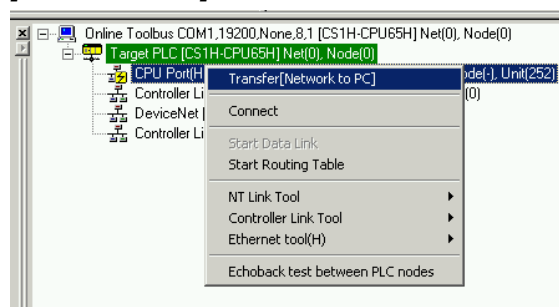 Online Toolbus COM1,19200,None,8,1 [CS1H-CPU65H] Net(0), Node(0)
Target PLC [CS1H-CPU65H] Net(0), Node(0)
CPU Port(H
Transfer[Network to PC]
ode(-), Unit(252)
Controller Li
(0)
Connect
DeviceNet
Controller Li
Start Data Link
Start Routing Table
NT Link Tool
Controller Link Tool
Ethernet tool(H)
Echoback test between PLC nodes